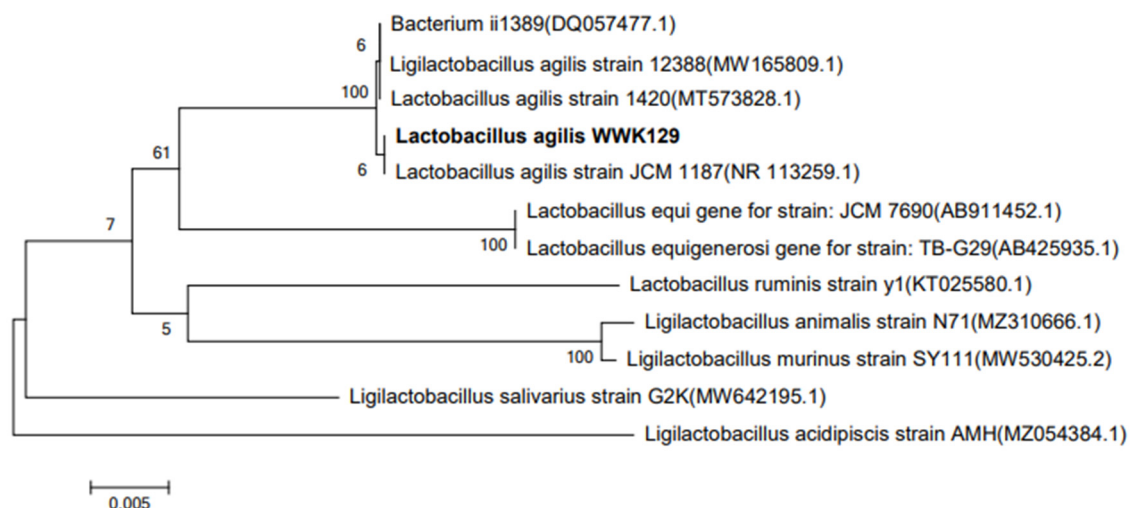 Bacterium ii1389(DQ057477.1)
6
Ligilactobacillus agilis strain 12388(MW165809.1)
100
Lactobacillus agilis strain 1420(MT573828.1)
Lactobacillus agilis WWK129
61
6
Lactobacillus agilis strain JCM 1187(NR 113259.1)
Lactobacillus equi gene for strain: JCM 7690(AB911452.1)
7
100
Lactobacillus equigenerosi gene for strain: TB-G29(AB425935.1)
Lactobacillus ruminis strain y1(KT025580.1)
5
Ligilactobacillus animalis strain N71(MZ310666.1)
100
Ligilactobacillus murinus strain SY111(MW530425.2)
Ligilactobacillus salivarius strain G2K(MW642195.1)
Ligilactobacillus acidipiscis strain AMH(MZ054384.1)
0.005